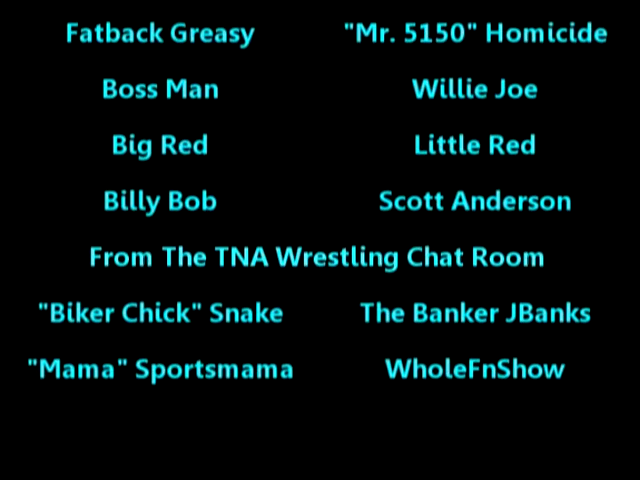 Fatback Greasy "Mr. 5150" Homicide
Boss Man Willie Joe
Big Red Little Red
Billy Bob Scott Anderson
From The TNA Wrestling Chat Room
"Biker Chick" Snake The Banker JBanks
"Mama" Sportsmama WholeFnShow